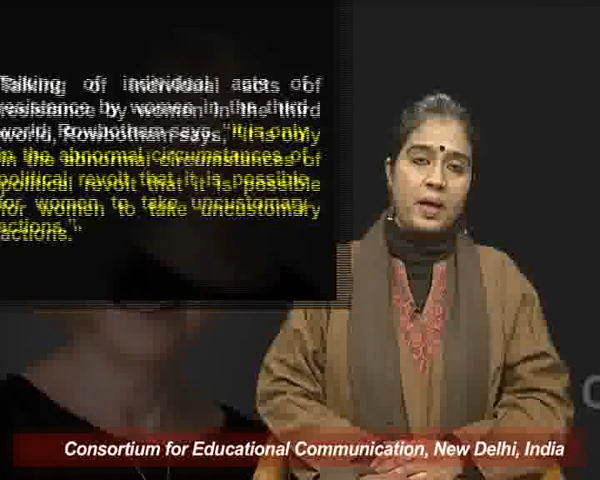 Talking of individual acts of
resistance by women in the third
world, Rowbotham says, "It is only
in the abnormal circumstances of
political revolt that it is possible
for women to take uncustomary
actions."
Consortium for Educational Communication, New Delhi, India